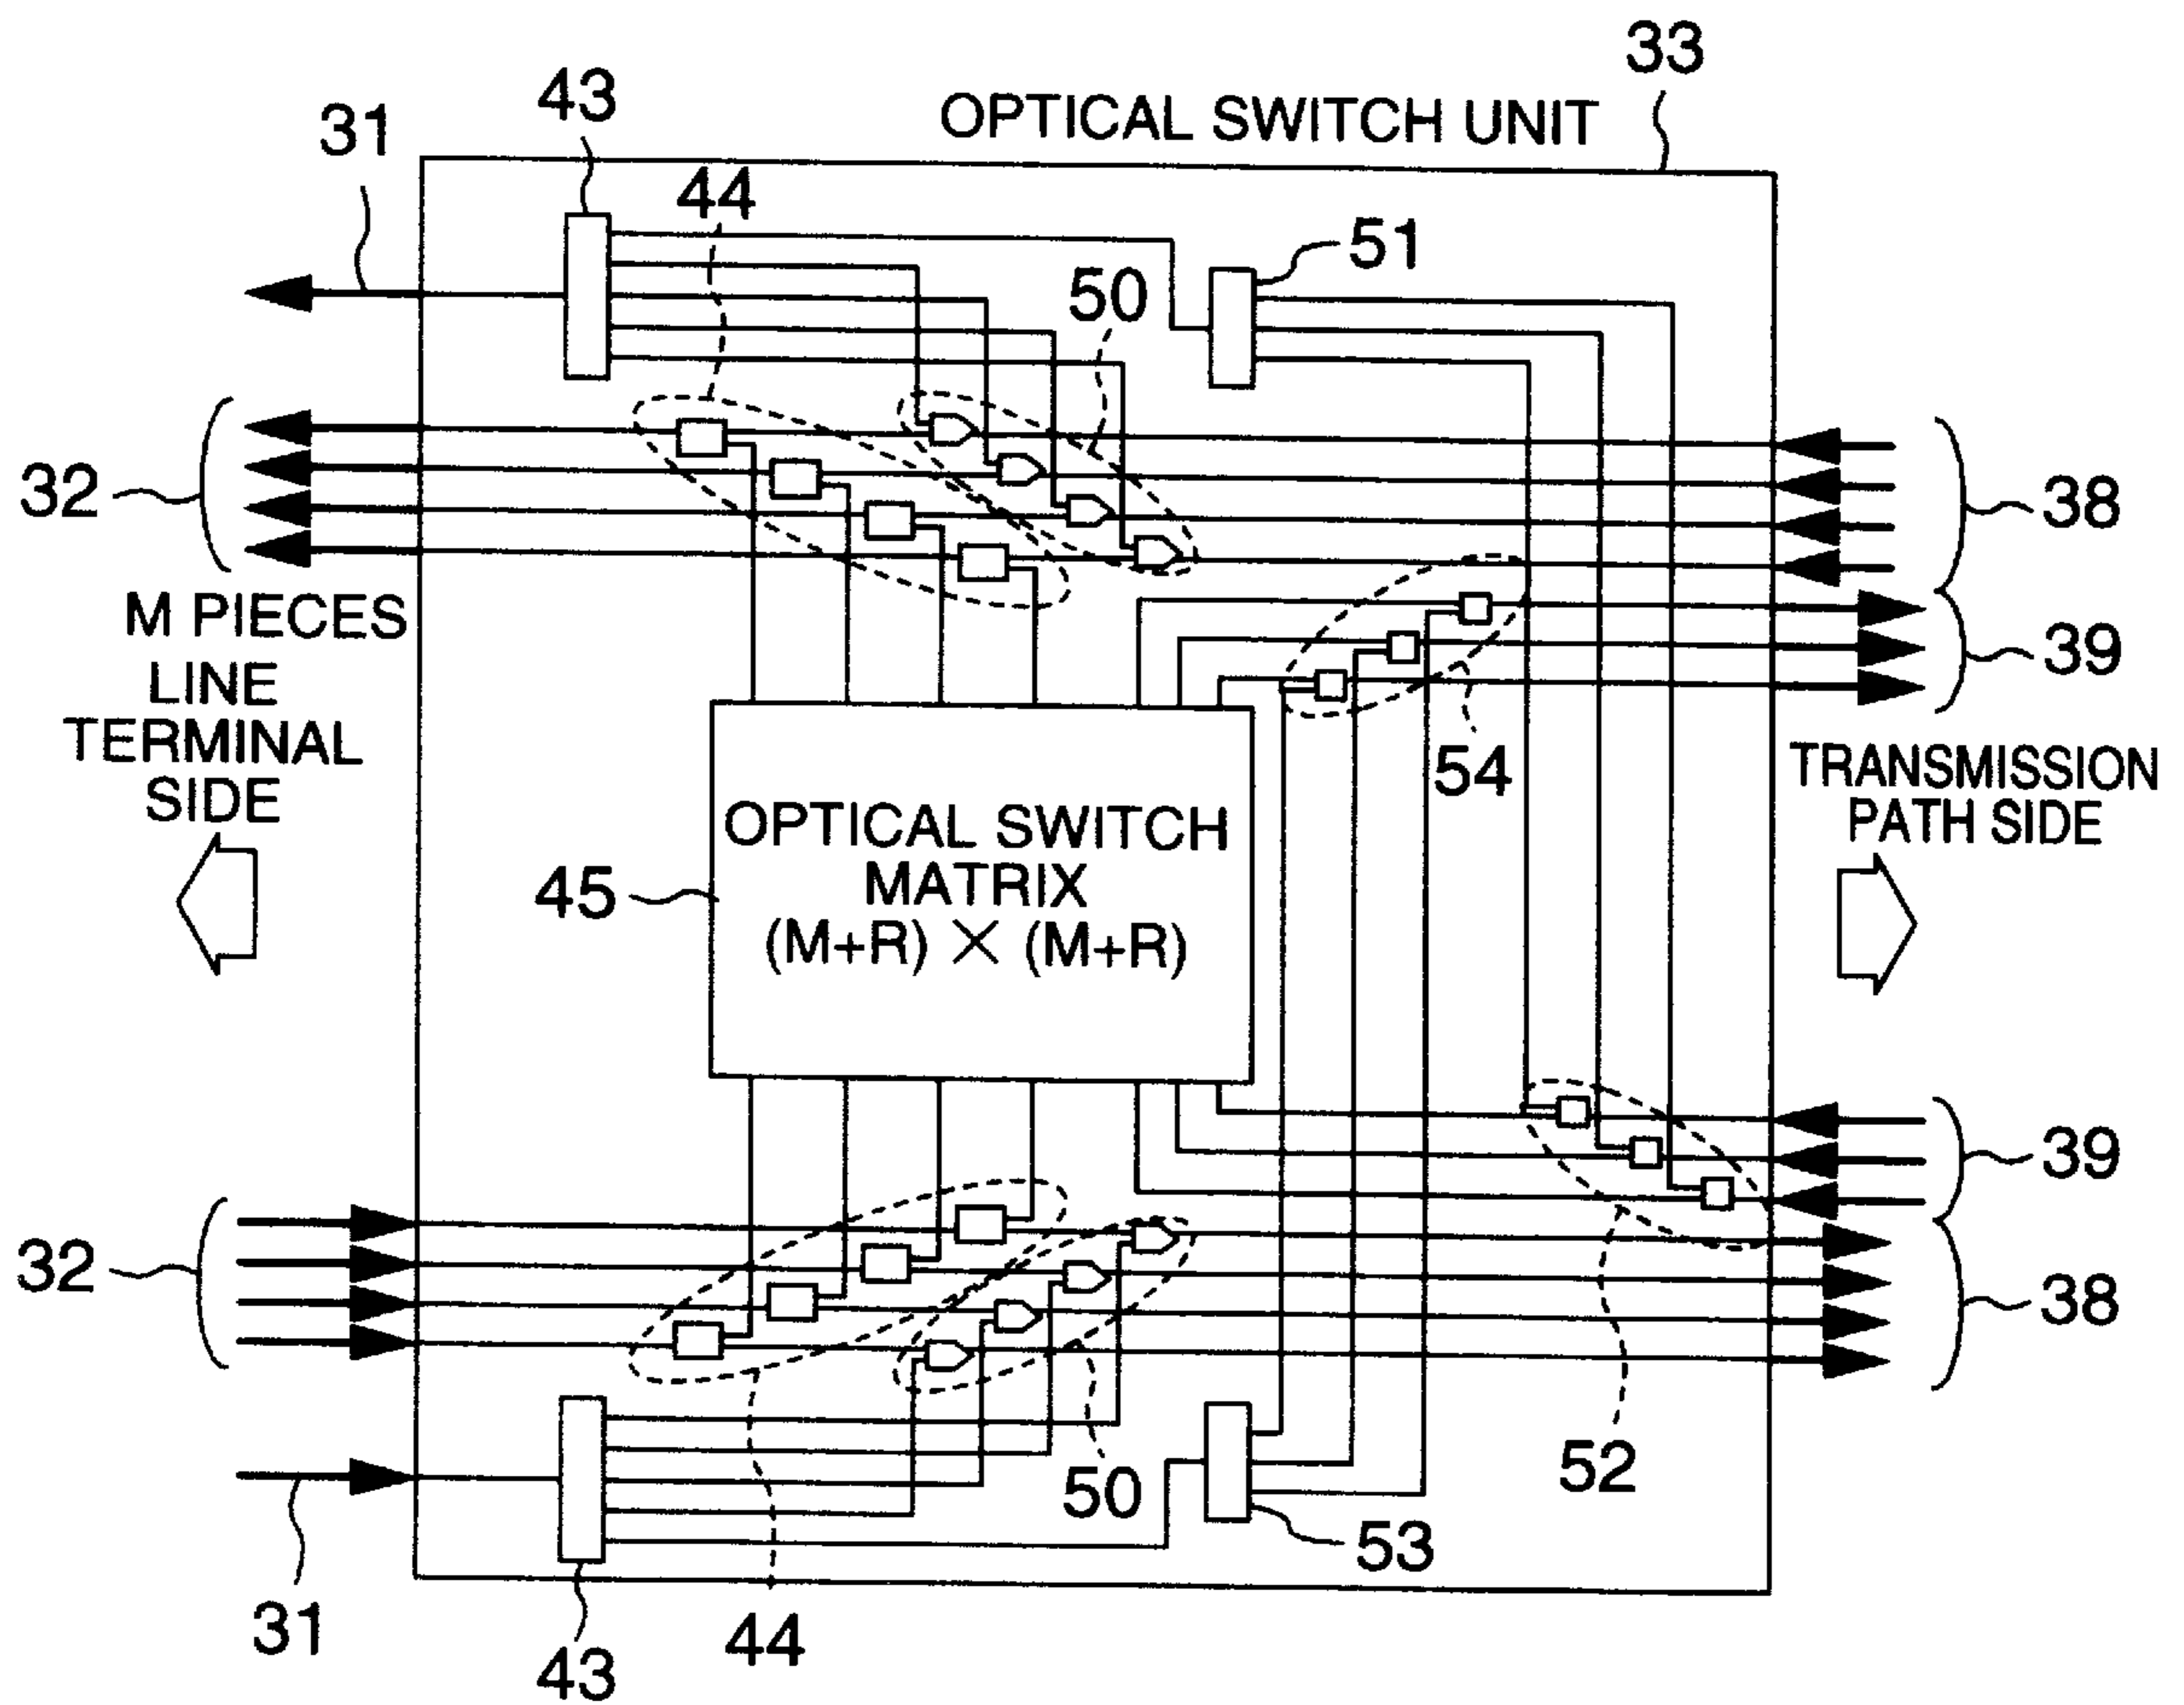 33
43
OPTICAL SWITCH UNIT
31
44
51
50
32
38
M PIECES
39
LINE
TERMINAL
SIDE
54
TRANSMISSION
PATH SIDE
OPTICAL SWITCH
MATRIX
(M+R) × (M+R)
45
39
32
38
52
50
53
31
44
43